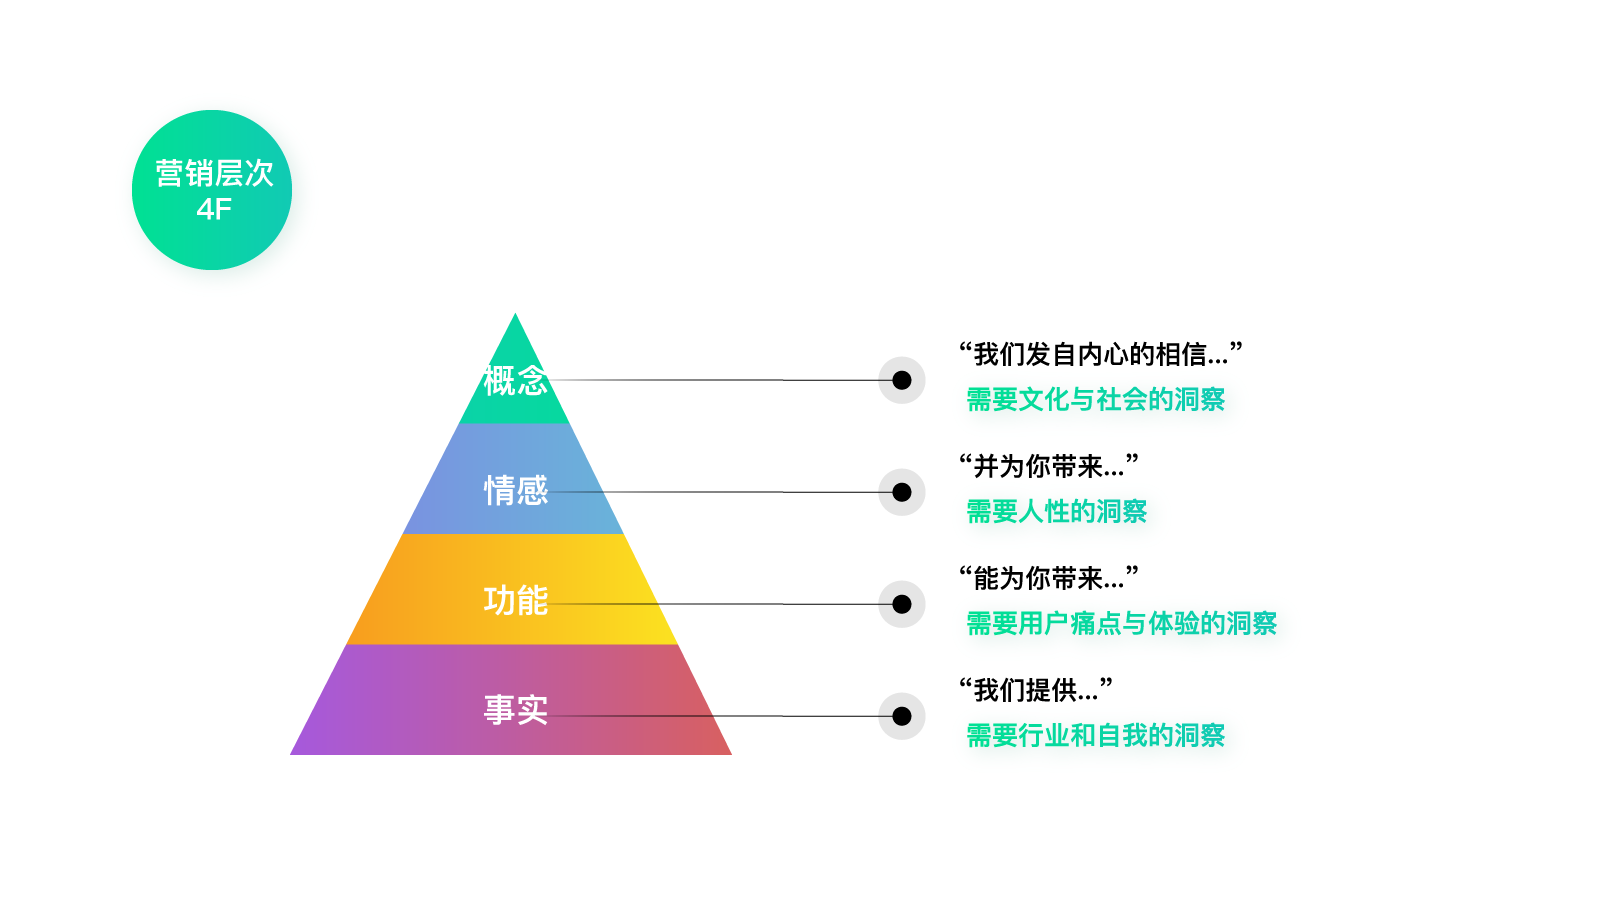 营销层次
4F
概念
“我们发自内心的相信...”
需要文化与社会的洞察
情感
“并为你带来...”
需要人性的洞察
功能
“能为你带来...”
需要用户痛点与体验的洞察
事实
“我们提供...”
需要行业和自我的洞察